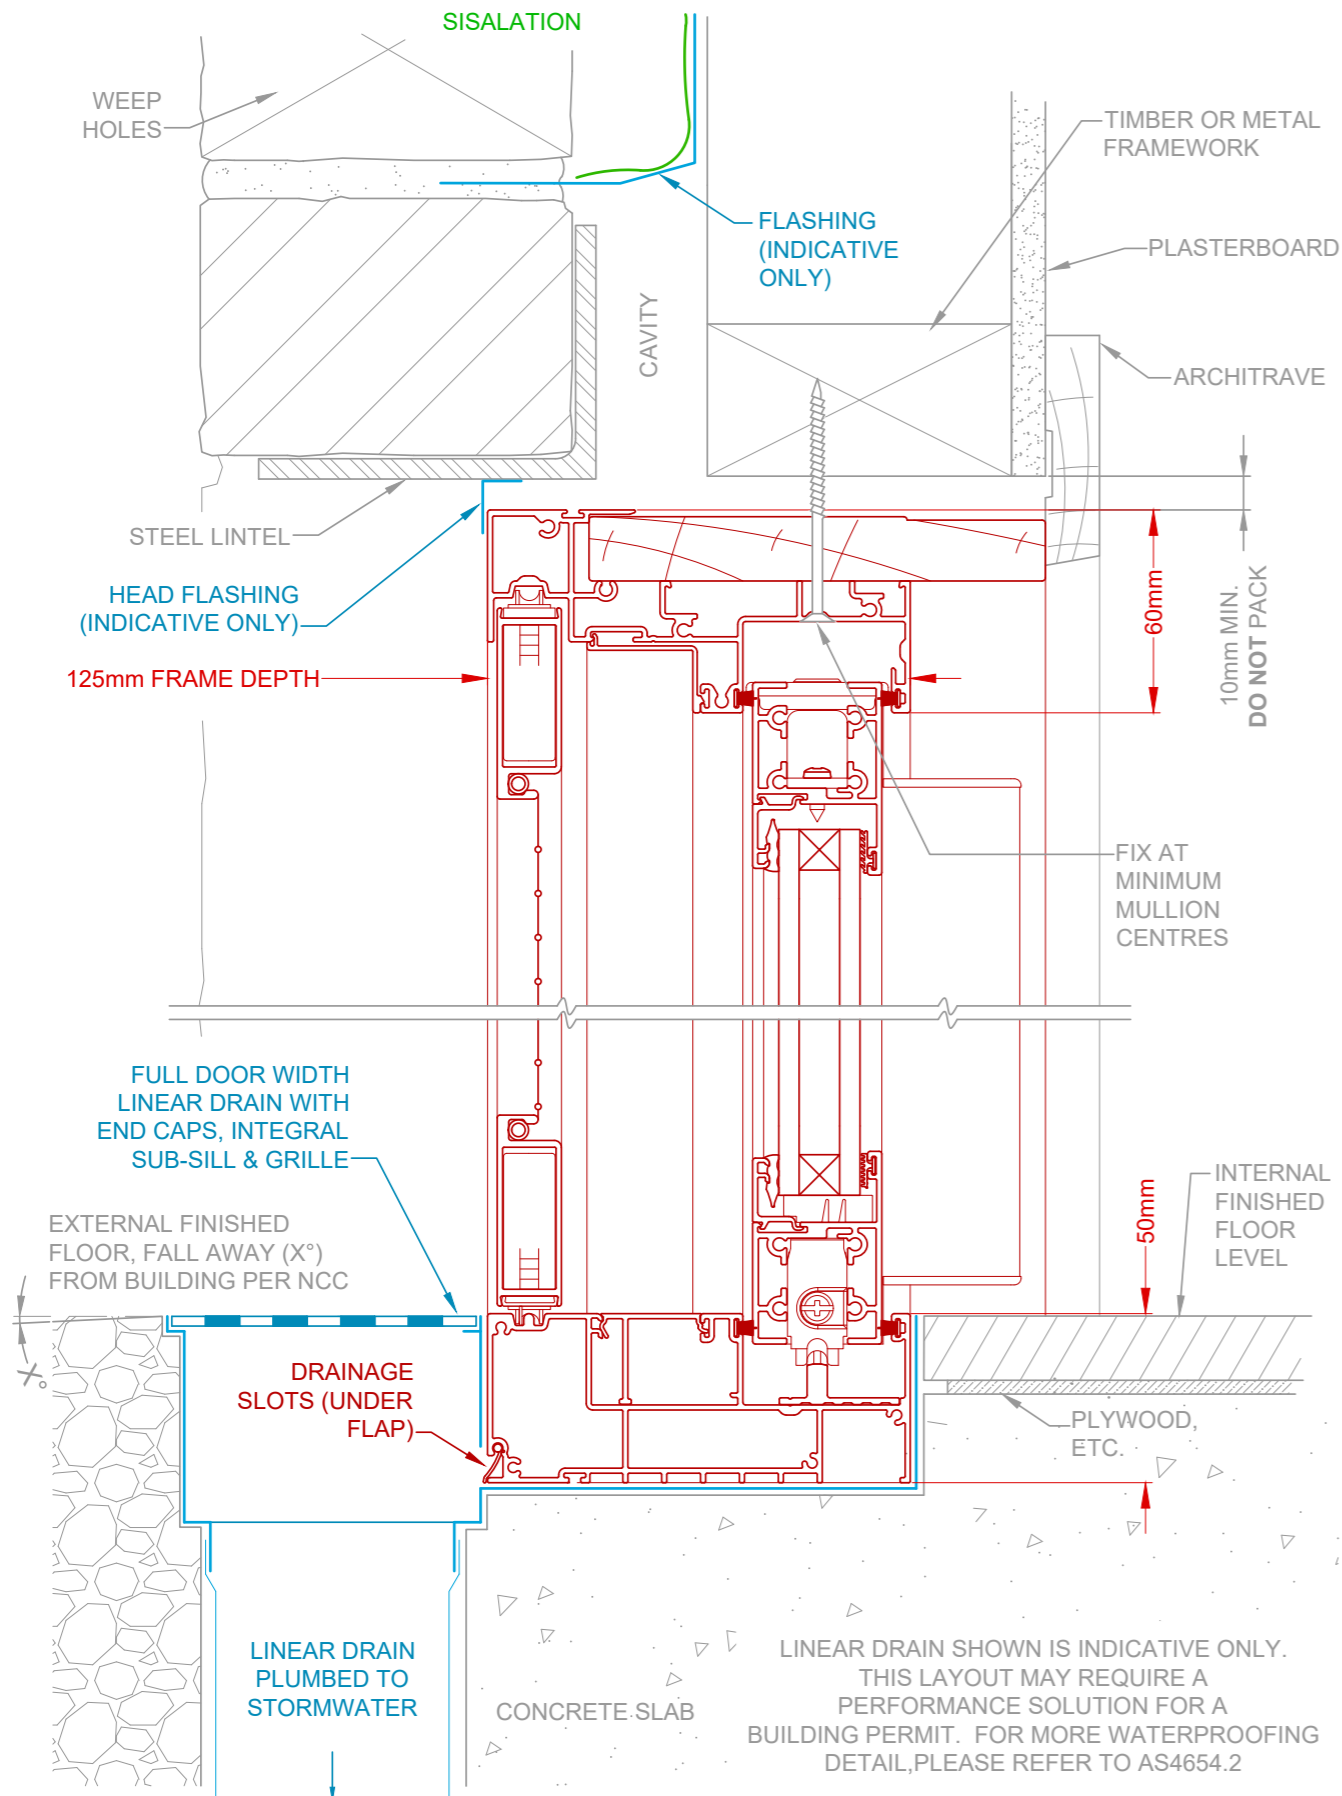 SISALATION
WEEP
HOLES
TIMBER OR METAL
FRAMEWORK
FLASHING
(INDICATIVE
ONLY)
PLASTERBOARD
CAVITY
ARCHITRAVE
STEEL LINTEL
HEAD FLASHING
(INDICATIVE ONLY)
125mm FRAME DEPTH
60mm
10mm MIN.
DO NOT PACK
FIX AT
MINIMUM
MULLION
CENTRES
FULL DOOR WIDTH
LINEAR DRAIN WITH
END CAPS, INTEGRAL
SUB-SILL & GRILLE
EXTERNAL FINISHED
FLOOR, FALL AWAY (X°)
FROM BUILDING PER NCC
50mm
INTERNAL
FINISHED
FLOOR
LEVEL
X°
DRAINAGE
SLOTS (UNDER
FLAP)
PLYWOOD,
ETC.
LINEAR DRAIN
PLUMBED TO
STORMWATER
CONCRETE SLAB
LINEAR DRAIN SHOWN IS INDICATIVE ONLY.
THIS LAYOUT MAY REQUIRE A
PERFORMANCE SOLUTION FOR A
BUILDING PERMIT. FOR MORE WATERPROOFING
DETAIL,PLEASE REFER TO AS4654.2